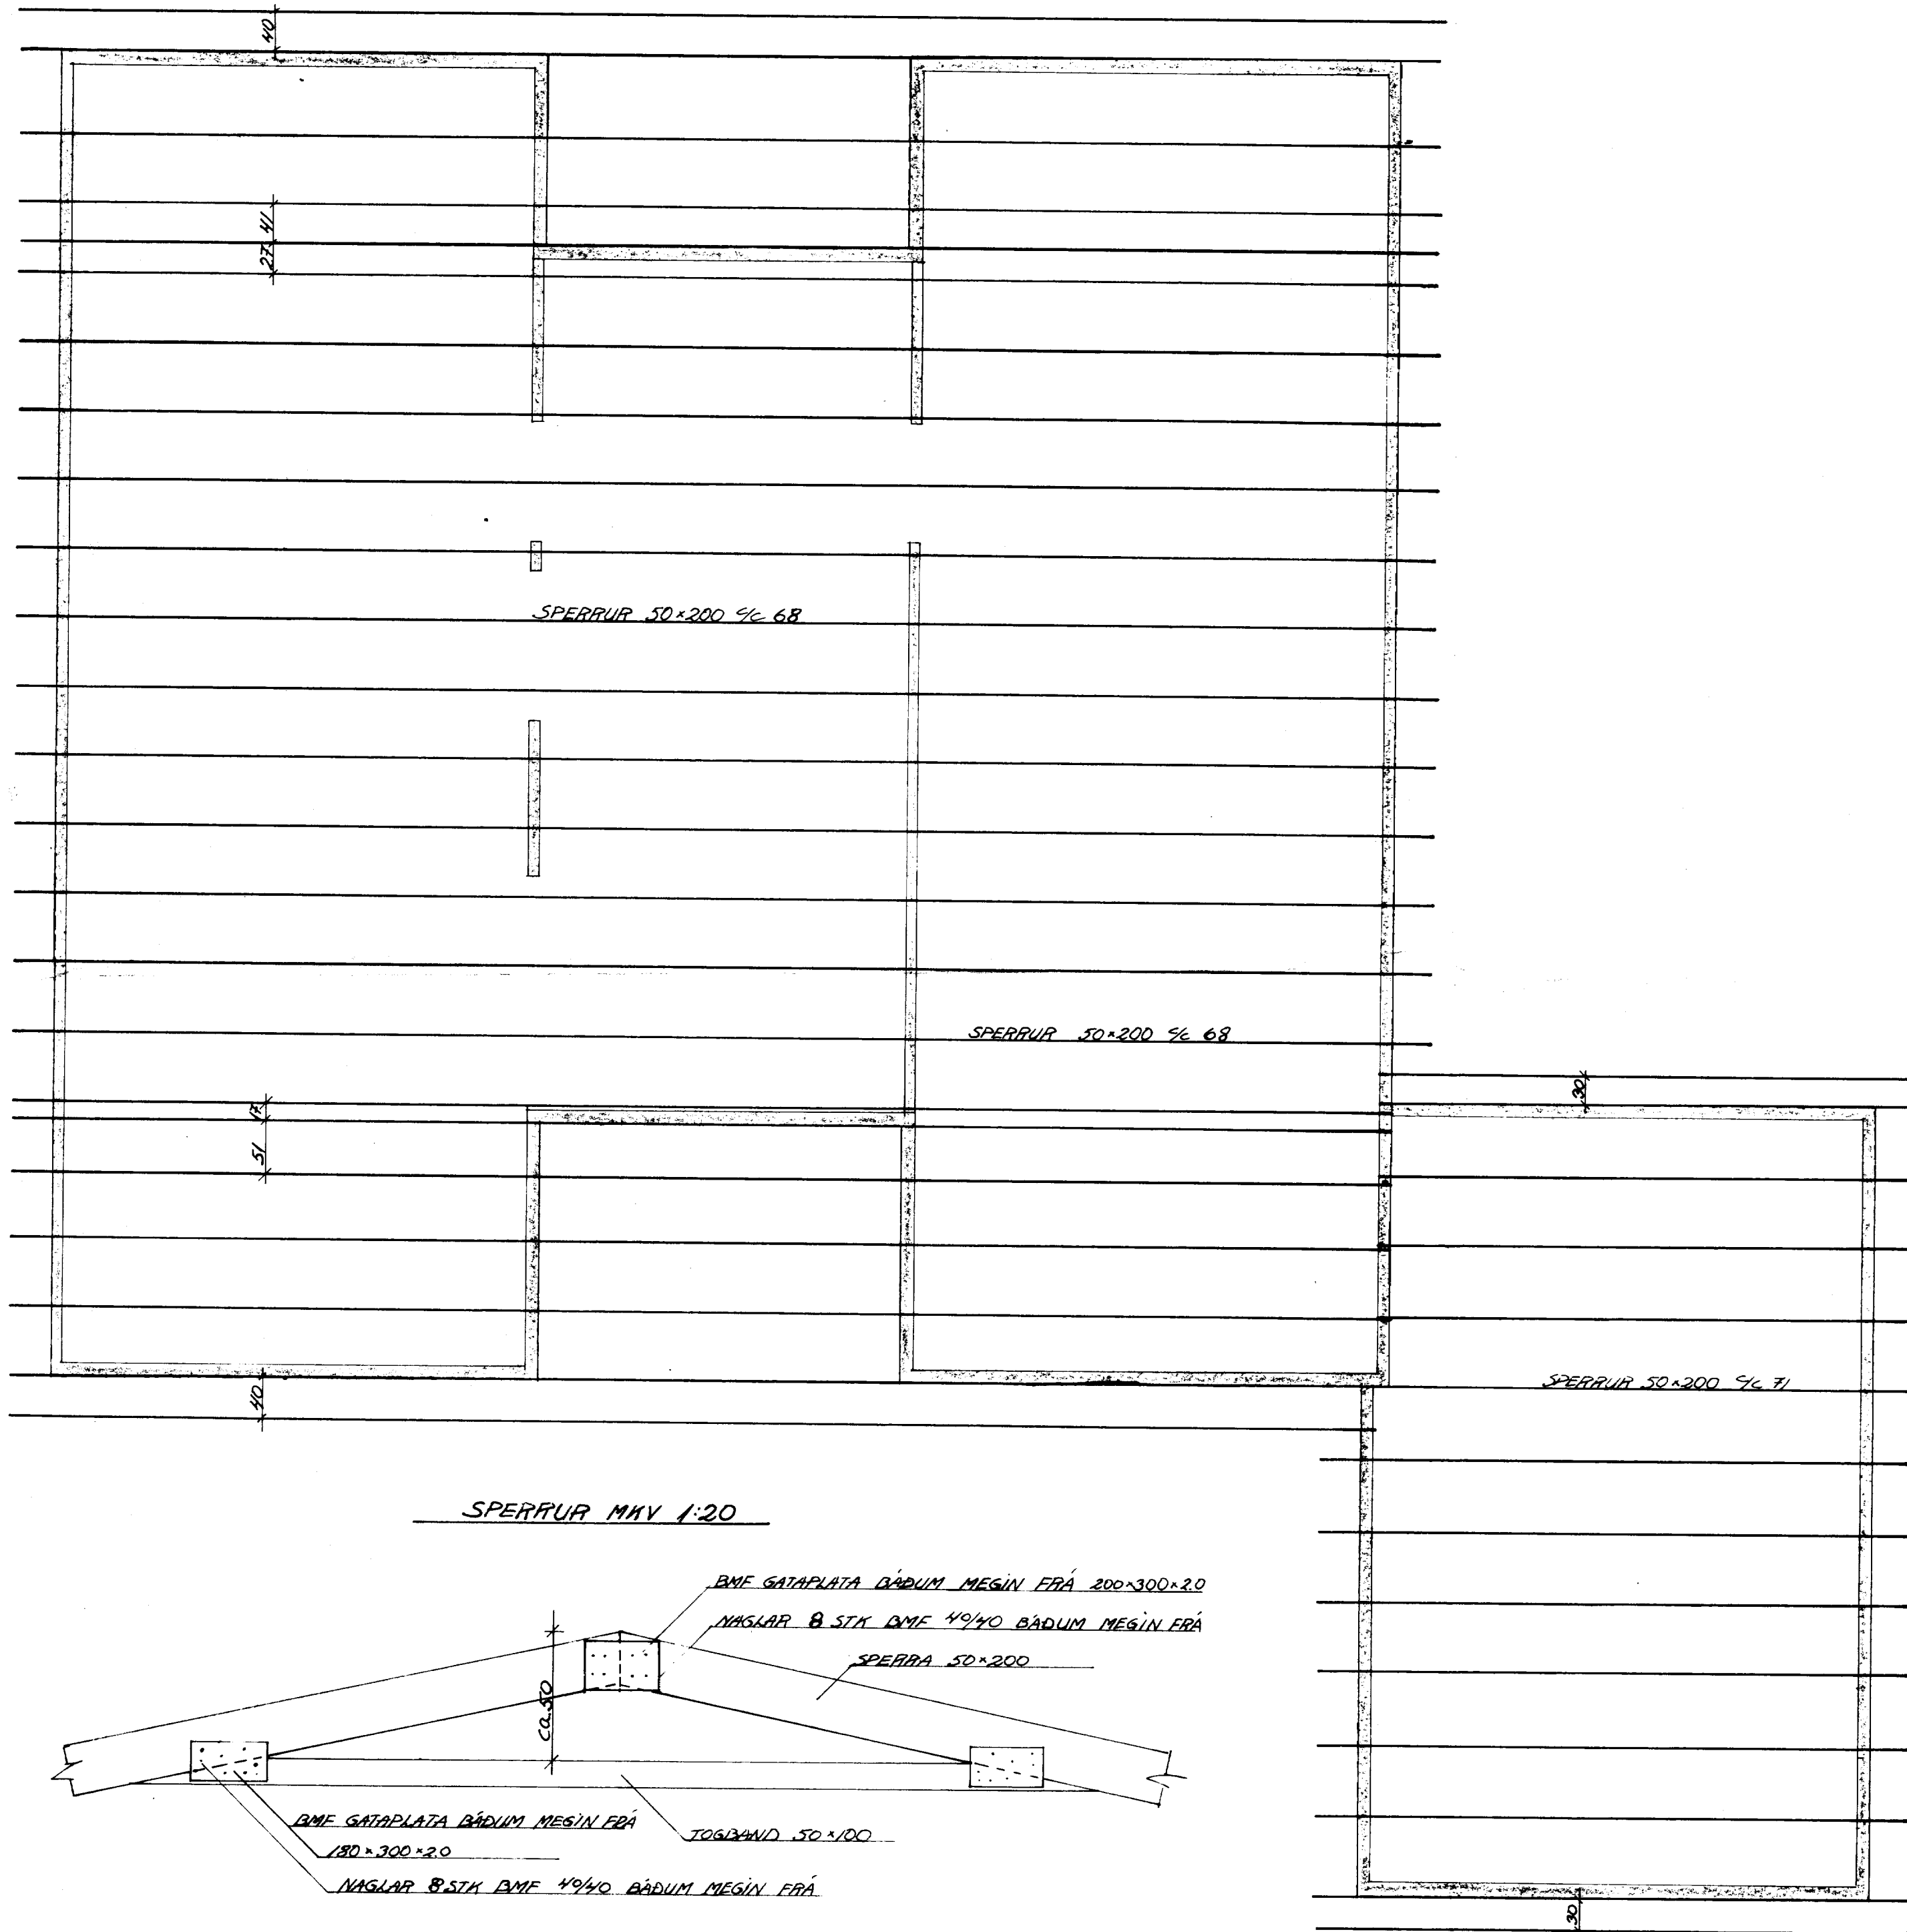 40
41
27
SPERRUR 50×200 c/c 68
SPERRUR 50×200 c/c 68
30
17
51
SPERRUR 50×200 c/c 71
40
SPERRUR MKV 1:20
BMF GATAPLATA BÁÐUM MEGIN FRÁ 200×300×2.0
NAGLAR 8 STK BMF 40/40 BÁÐUM MEGIN FRÁ
SPERRA 50×200
ca 50
BMF GATAPLATA BÁÐUM MEGIN FRÁ
180×300×2.0
TOGBAND 50×100
NAGLAR 8 STK BMF 40/40 BÁÐUM MEGIN FRÁ
30